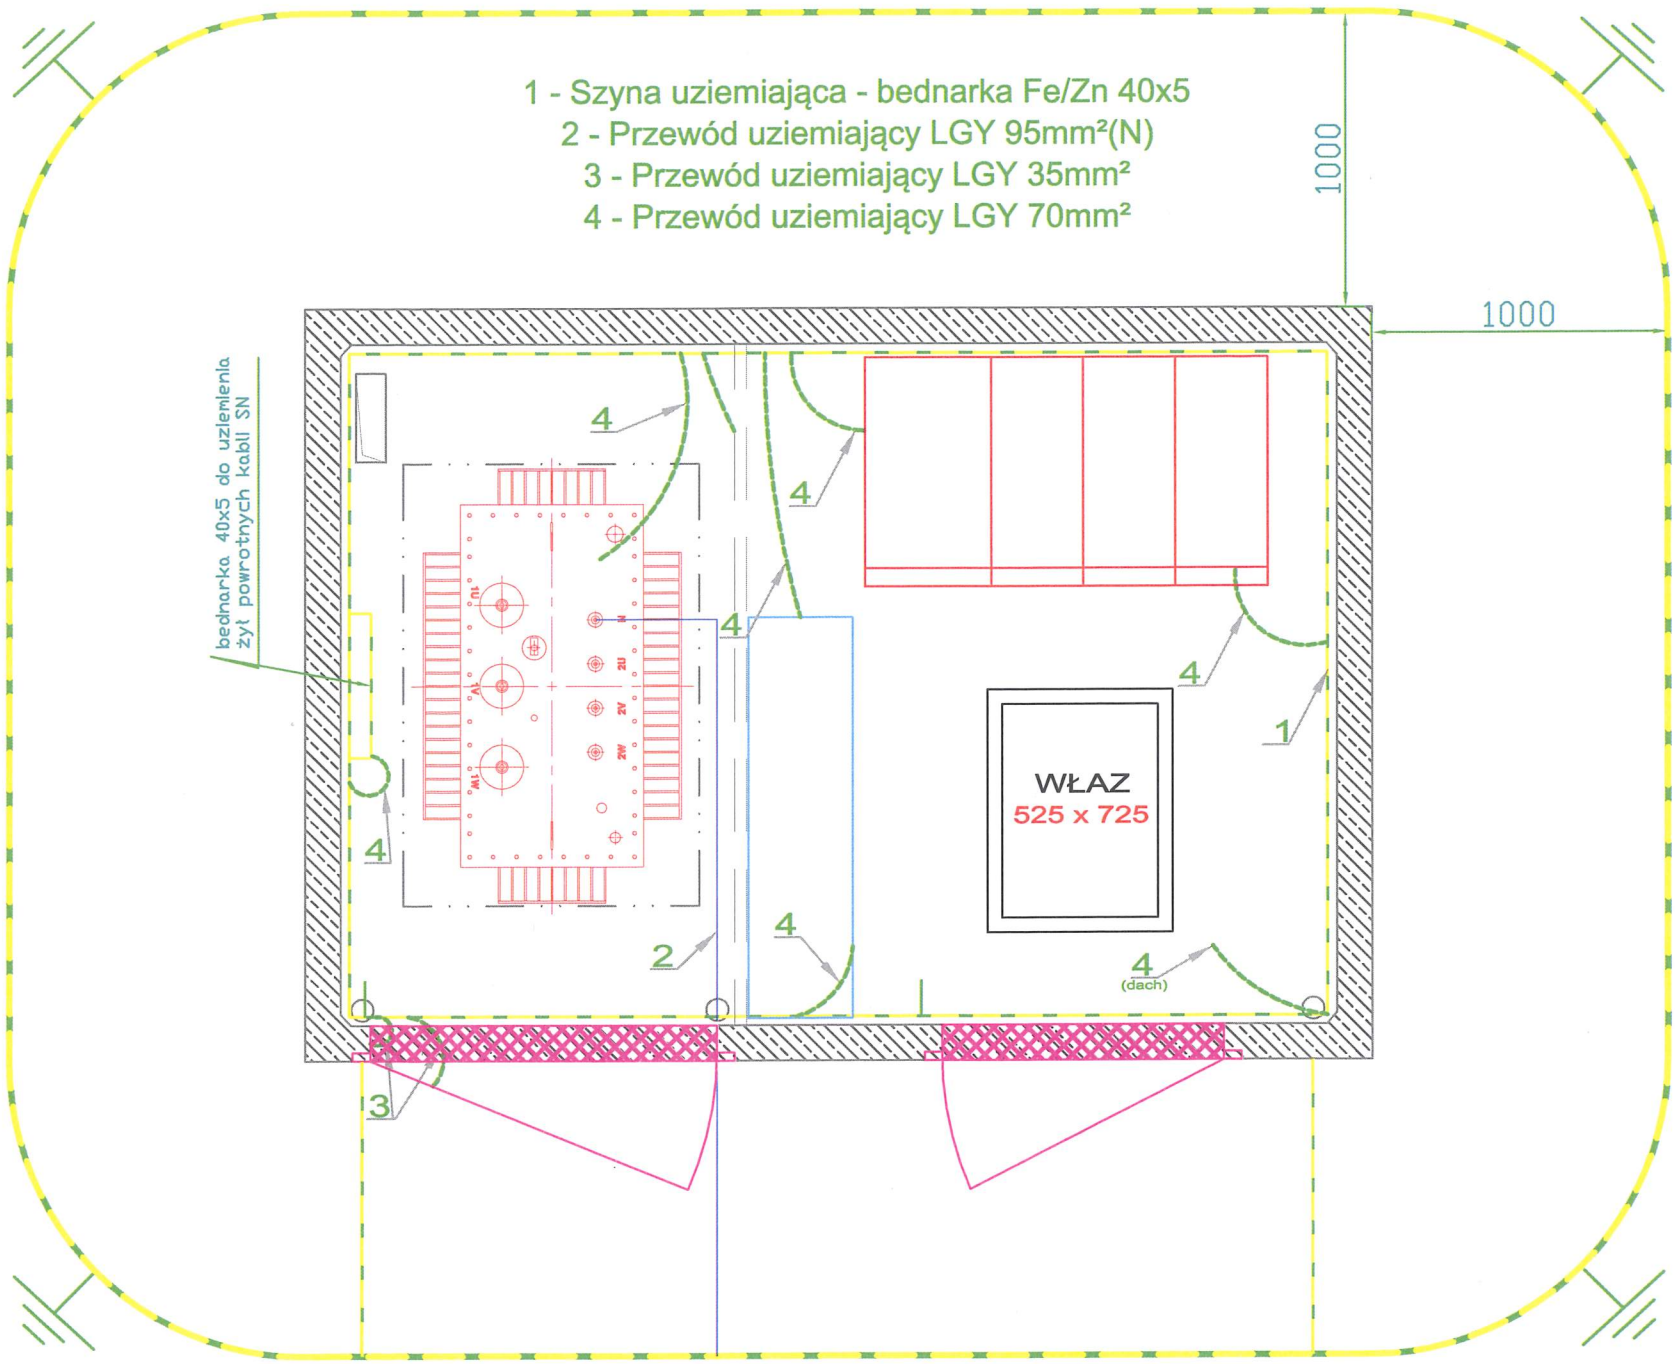 1 - Szyna uziemiająca - bednarka Fe/Zn 40x5
2 - Przewód uziemiający LGY 95mm²(N)
3 - Przewód uziemiający LGY 35mm²
4 - Przewód uziemiający LGY 70mm²
1000
1000
bednarka 40x5 do uziemienia
żył powrotnych kabli SN
4
4
4
4
1
4
1U
1V
1W
N
2U
2V
2W
WŁAZ
525 x 725
2
4
4
(dach)
3